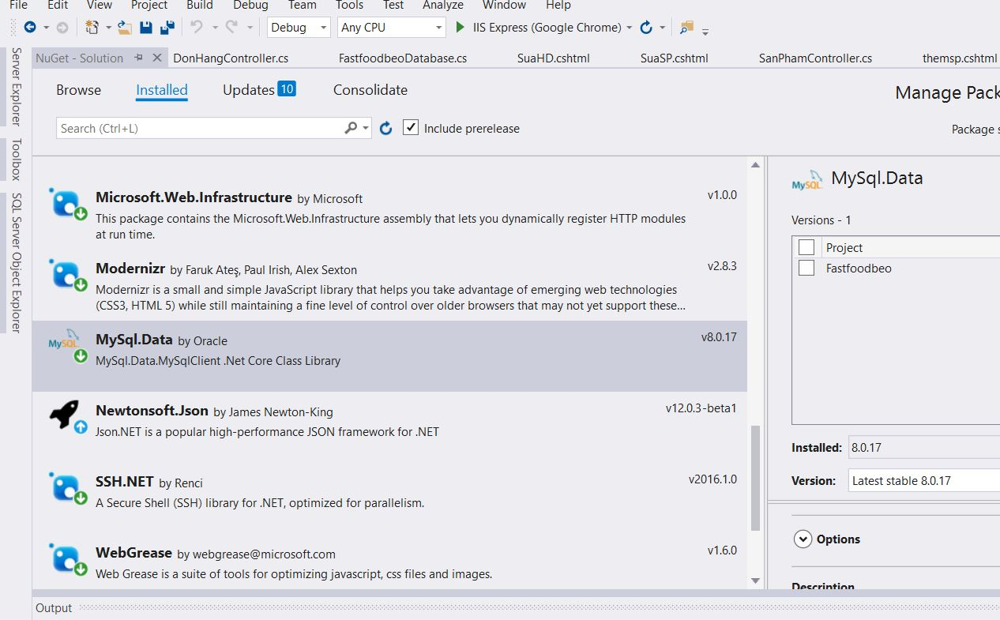 File Edit View Project Build Debug Team Tools Test Analyze Window Help
Debug Any CPU IIS Express (Google Chrome)
NuGet - Solution DonHangController.cs FastfoodbeoDatabase.cs SuaHD.cshtml SuaSP.cshtml SanPhamController.cs themsp.cshtml
Server Explorer
Toolbox
SQL Server Object Explorer
Browse Installed Updates 10 Consolidate
Manage Pack
Search (Ctrl+L) Include prerelease
Package s
Microsoft.Web.Infrastructure by Microsoft v1.0.0
This package contains the Microsoft.Web.Infrastructure assembly that lets you dynamically register HTTP modules
at run time.
Modernizr by Faruk Ateş, Paul Irish, Alex Sexton v2.8.3
Modernizr is a small and simple JavaScript library that helps you take advantage of emerging web technologies
(CSS3, HTML 5) while still maintaining a fine level of control over older browsers that may not yet support these...
MySQL
MySql.Data by Oracle v8.0.17
MySql.Data.MySqlClient .Net Core Class Library
Newtonsoft.Json by James Newton-King v12.0.3-beta1
Json.NET is a popular high-performance JSON framework for .NET
SSH.NET by Renci v2016.1.0
A Secure Shell (SSH) library for .NET, optimized for parallelism.
WebGrease by webgrease@microsoft.com v1.6.0
Web Grease is a suite of tools for optimizing javascript, css files and images.
MySQL MySql.Data
Versions - 1
Project
Fastfoodbeo
Installed: 8.0.17
Version: Latest stable 8.0.17
Options
Description
Output